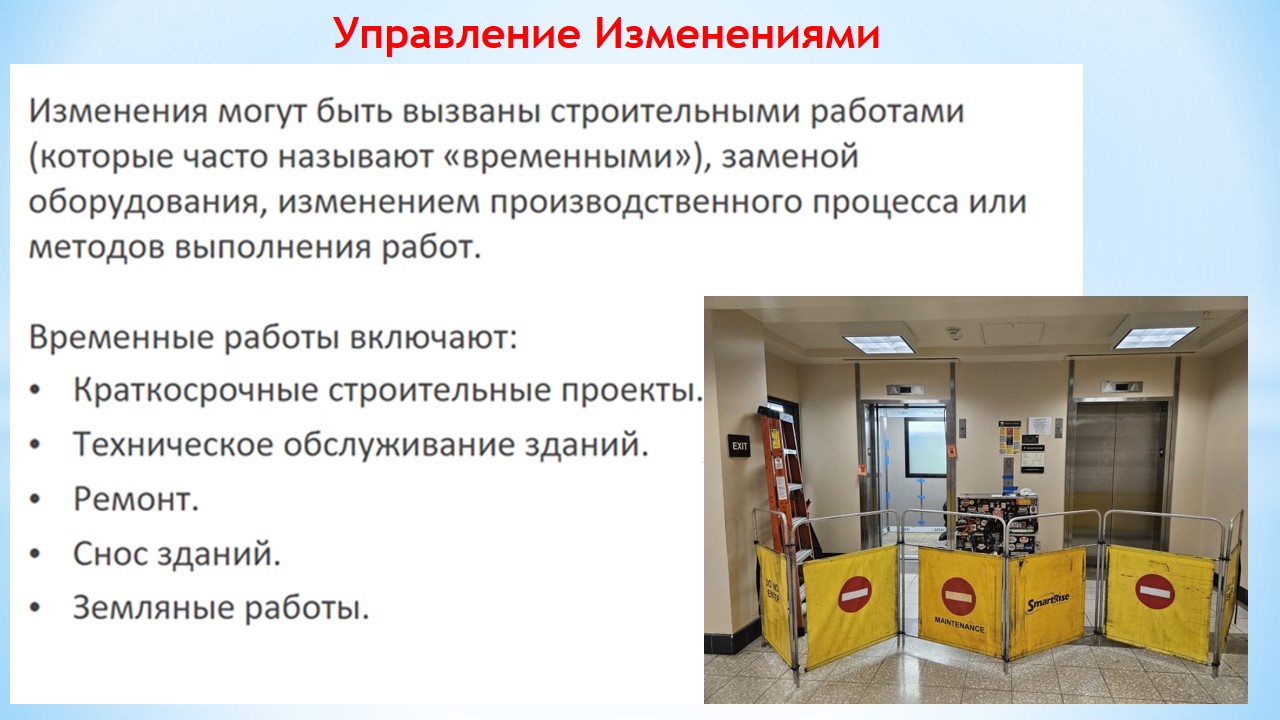 Управление Изменениями
Изменения могут быть вызваны строительными работами
(которые часто называют «временными»), заменой
оборудования, изменением производственного процесса или
методов выполнения работ.
Временные работы включают:
• Краткосрочные строительные проекты.
• Техническое обслуживание зданий.
• Ремонт.
• Снос зданий.
• Земляные работы.
EXIT
DO NOT
ENTER
MAINTENANCE
SmartRise